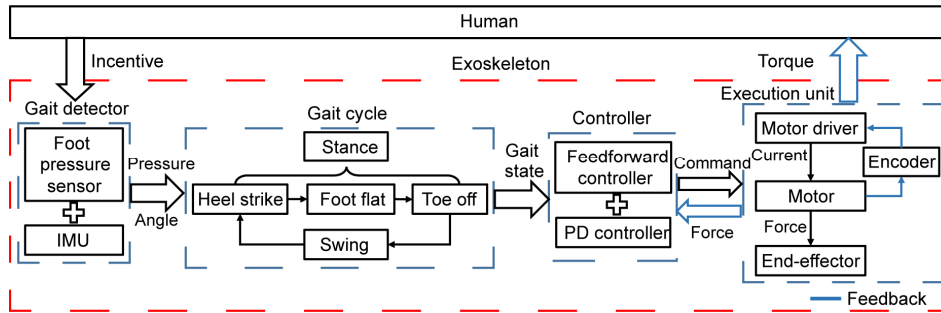 Human
Incentive
Exoskeleton
Torque
Gait detector
Gait cycle
Controller
Execution unit
Foot
pressure
sensor
IMU
Pressure
Angle
Stance
Heel strike
Foot flat
Toe off
Swing
Gait
state
Feedforward
controller
PD controller
Command
Force
Motor driver
Current
Encoder
Motor
Force
End-effector
Feedback